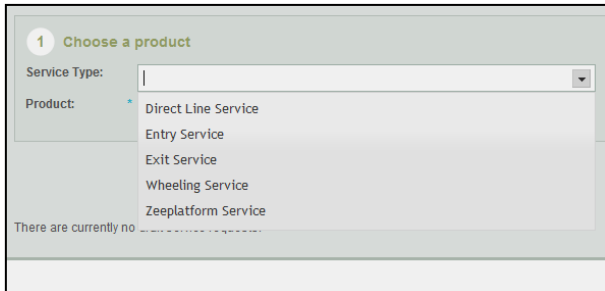 1 Choose a product
Service Type:
Product: *
Direct Line Service
Entry Service
Exit Service
Wheeling Service
Zeeplatform Service
There are currently no